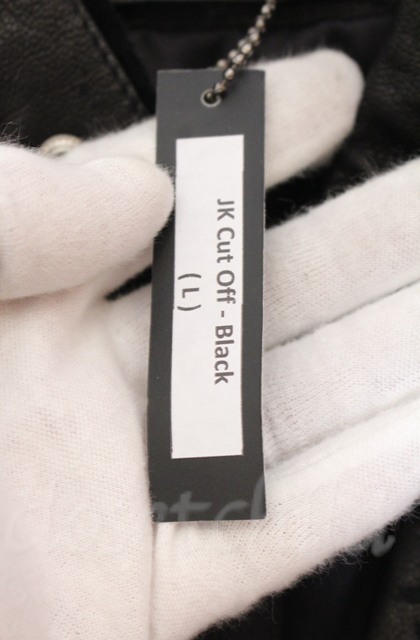 JK Cut Off - Black
( L )